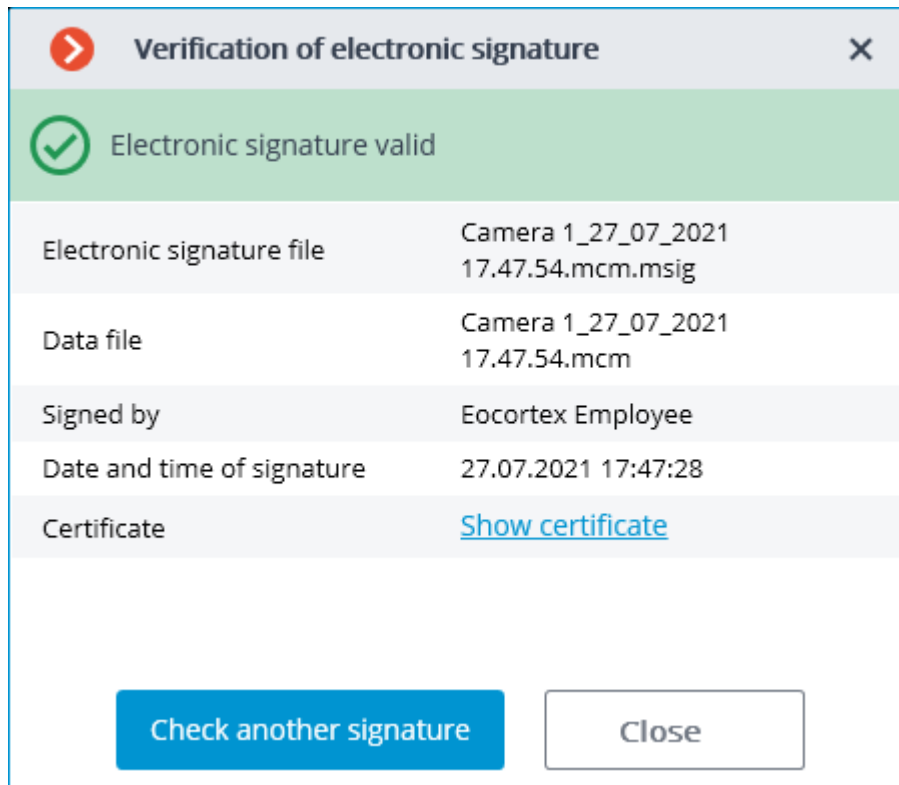 Verification of electronic signature
Electronic signature valid
Electronic signature file
Camera 1_27_07_2021
17.47.54.mcm.msig
Data file
Camera 1_27_07_2021
17.47.54.mcm
Signed by
Eocortex Employee
Date and time of signature
27.07.2021 17:47:28
Certificate
Show certificate
Check another signature
Close